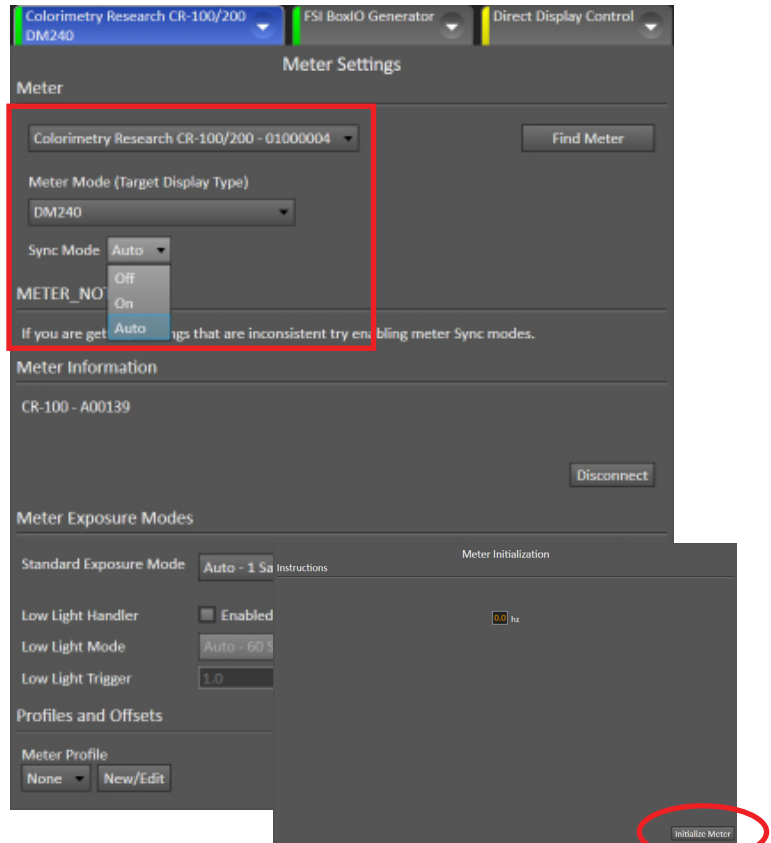 Colorimetry Research CR-100/200
DM240
FSI BoxIO Generator
Direct Display Control
Meter Settings
Meter
Colorimetry Research CR-100/200 - 01000004
Find Meter
Meter Mode (Target Display Type)
DM240
Sync Mode Auto
Off
On
Auto
METER_NO
If you are get ngs that are inconsistent try enabling meter Sync modes.
Meter Information
CR-100 - A00139
Disconnect
Meter Exposure Modes
Standard Exposure Mode Auto - 1 Sa
Low Light Handler Enabled
Low Light Mode Auto - 60 S
Low Light Trigger 1.0
Profiles and Offsets
Meter Profile
None New/Edit
Meter Initialization
Instructions
0.0 hz
Initialize Meter